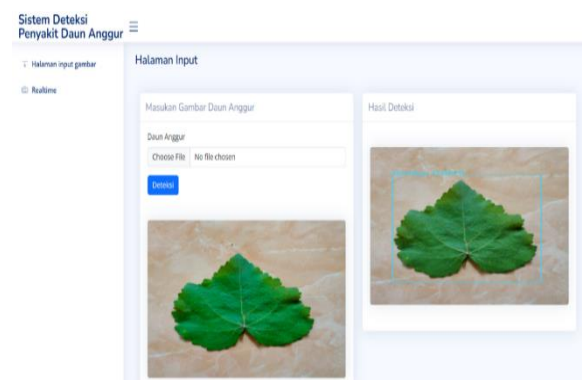 Sistem Deteksi
Penyakit Daun Anggur
Halaman input gambar
Realtime
Halaman Input
Masukan Gambar Daun Anggur
Daun Anggur
Choose File No file chosen
Deteksi
Hasil Deteksi